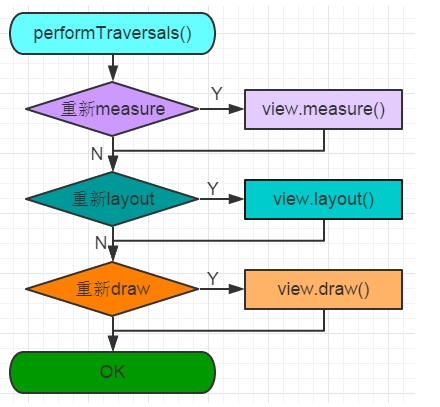 performTraversals()
重新measure
Y
view.measure()
N
重新layout
Y
view.layout()
N
重新draw
Y
view.draw()
OK